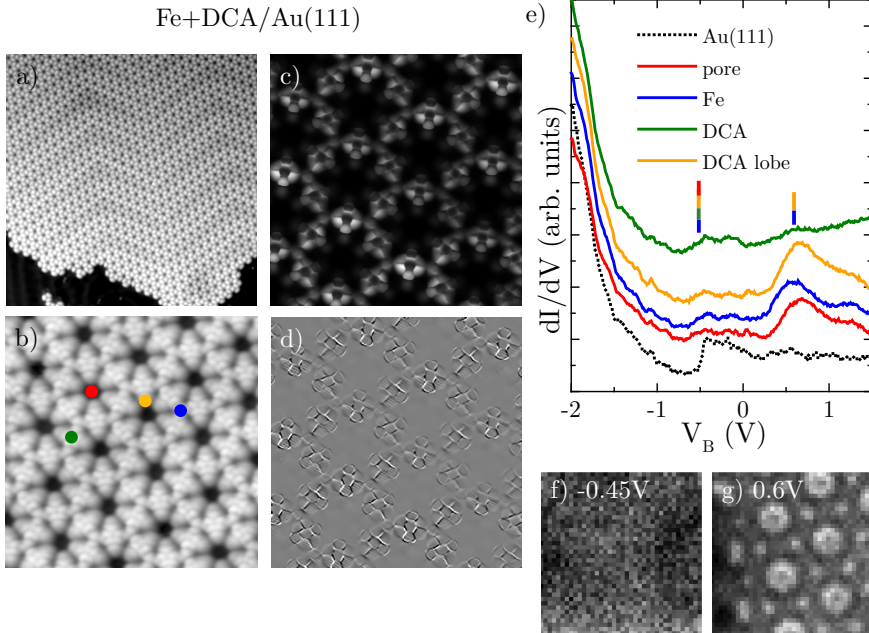 Fe+DCA/Au(111)
a)
c)
b)
d)
e)
Au(111)
pore
Fe
DCA
DCA lobe
dI/dV (arb. units)
-2
-1
0
1
V_B (V)
f) -0.45V
g) 0.6V